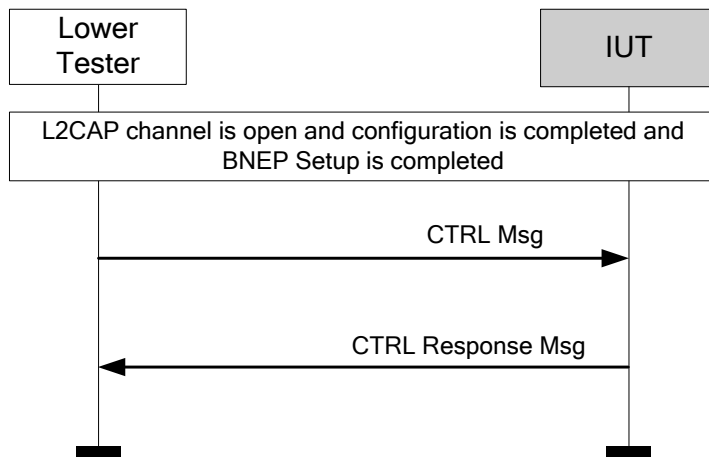 Lower
Tester
IUT
L2CAP channel is open and configuration is completed and
BNEP Setup is completed
CTRL Msg
CTRL Response Msg